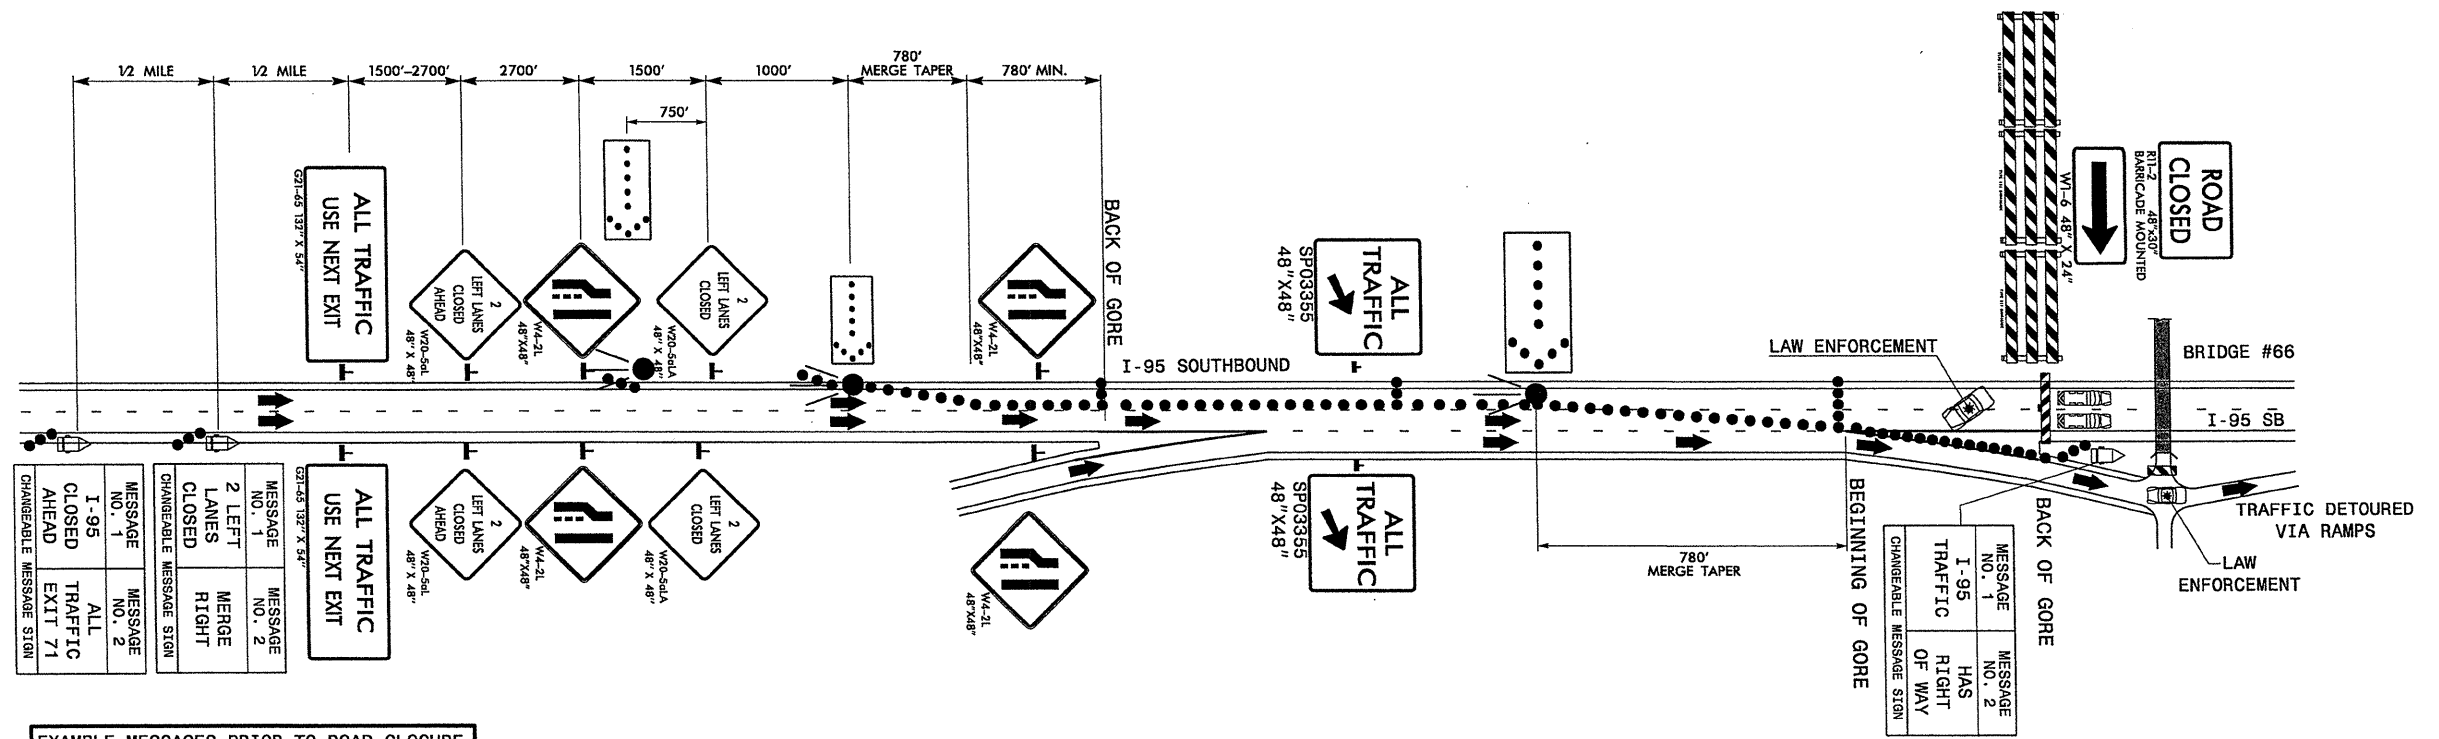 1/2 MILE
1/2 MILE
1500'-2700'
2700'
1500'
1000'
780'
MERGE TAPER
780' MIN.
750'
ALL TRAFFIC
USE NEXT EXIT
G21-65 132" X 54"
2
LEFT LANES
CLOSED
AHEAD
W20-5aL
48" X 48"
W4-2L
48"X48"
2
LEFT LANES
CLOSED
W20-5aLA
48" X 48"
W4-2L
48"X48"
BACK OF GORE
I-95 SOUTHBOUND
ALL
TRAFFIC
SP03355
48"X48"
LAW ENFORCEMENT
W1-6 48" X 24"
ROAD
CLOSED
R11-2 48"x30"
BARRICADE MOUNTED
BRIDGE #66
I-95 SB
MESSAGE
NO. 1
I-95
CLOSED
AHEAD
MESSAGE
NO. 2
ALL
TRAFFIC
EXIT 71
CHANGEABLE MESSAGE SIGN
MESSAGE
NO. 1
2 LEFT
LANES
CLOSED
MESSAGE
NO. 2
MERGE
RIGHT
CHANGEABLE MESSAGE SIGN
ALL TRAFFIC
USE NEXT EXIT
G21-65 132" X 54"
2
LEFT LANES
CLOSED
AHEAD
W20-5aL
48" X 48"
W4-2L
48"X48"
2
LEFT LANES
CLOSED
W20-5aLA
48" X 48"
W4-2L
48"X48"
ALL
TRAFFIC
SP03355
48"X48"
780'
MERGE TAPER
BEGINNING OF GORE
MESSAGE
NO. 1
I-95
TRAFFIC
MESSAGE
NO. 2
HAS
RIGHT
OF WAY
CHANGEABLE MESSAGE SIGN
BACK OF GORE
TRAFFIC DETOURED
VIA RAMPS
LAW
ENFORCEMENT
EXAMPLE MESSAGES PRIOR TO ROAD CLOSURE